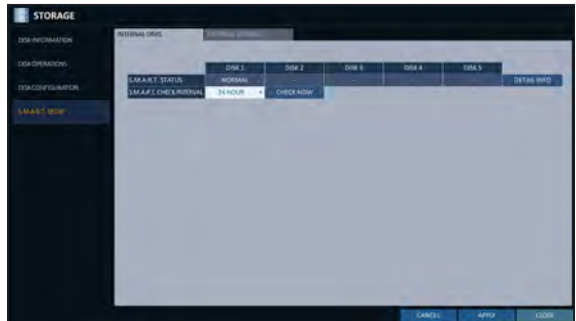 STORAGE
DISK INFORMATION
INTERNAL DISKS
DISK OPERATIONS
DISK 1 DISK 2 DISK 3 DISK 4 DISK 5
S.M.A.R.T. STATUS NORMAL DETAIL INFO
DISK CONFIGURATION
S.M.A.R.T. CHECK INTERVAL 24 HOUR CHECK NOW
S.M.A.R.T. SETUP
CANCEL APPLY CLOSE